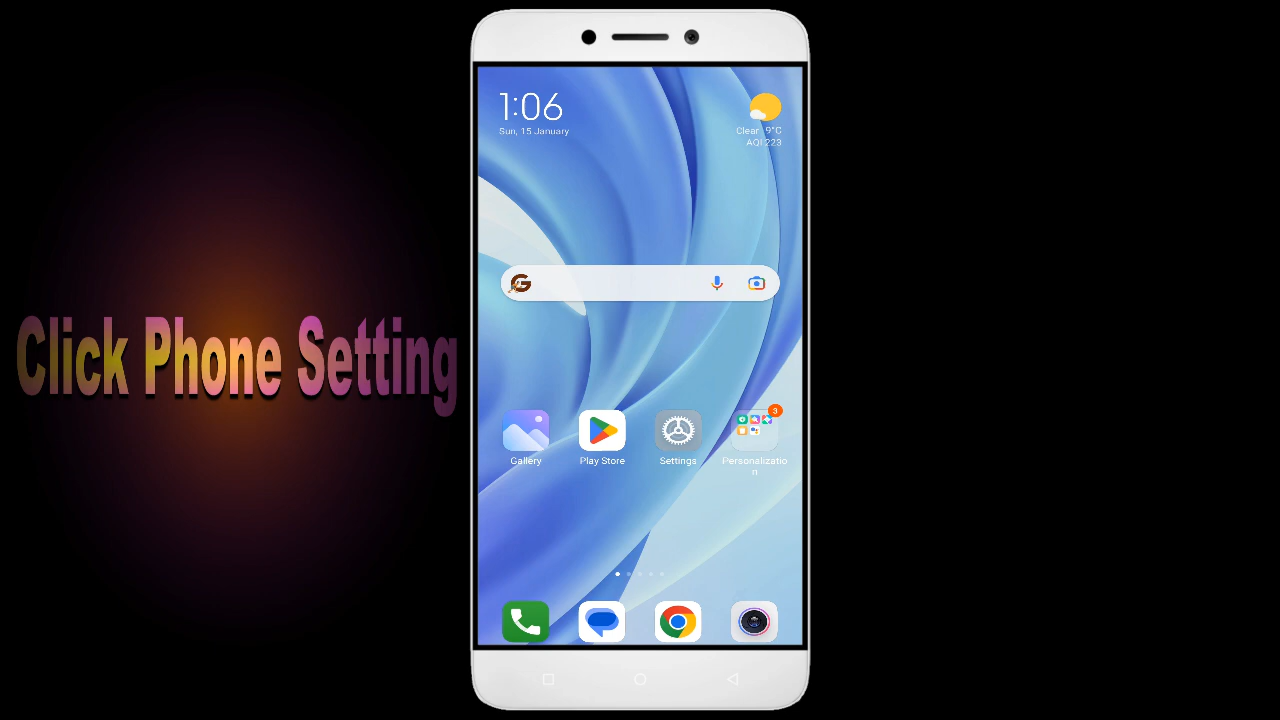 Click Phone Setting
1:06
Sun, 15 January
Clear 9°C
AQI 223
3
Gallery
Play Store
Settings
Personalizatio
n